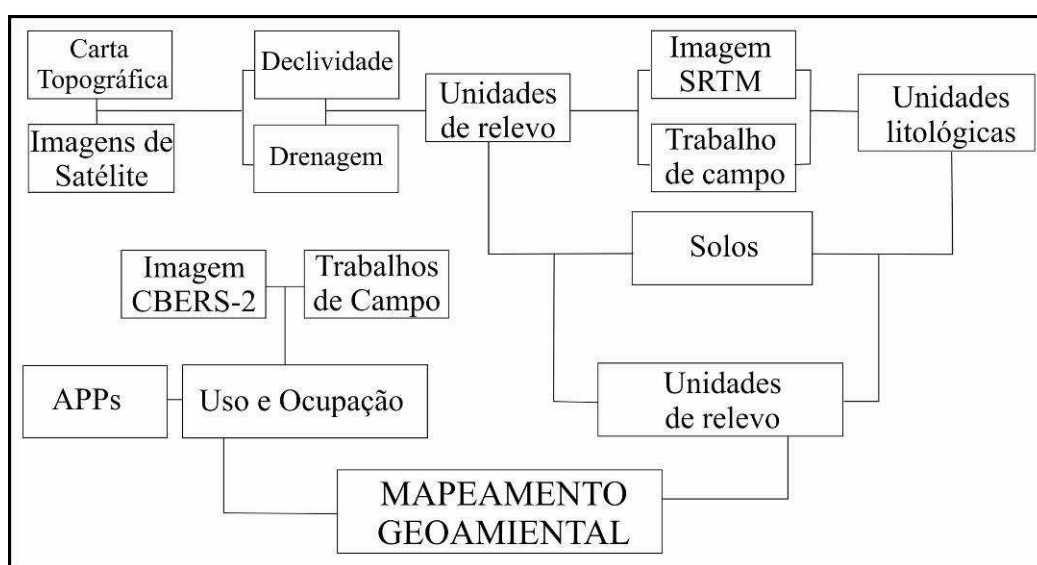 Carta
Topográfica
Imagens de
Satélite
Declividade
Drenagem
Unidades
de relevo
Imagem
SRTM
Trabalho
de campo
Unidades
litológicas
Solos
Imagem
CBERS-2
Trabalhos
de Campo
APPs
Uso e Ocupação
Unidades
de relevo
MAPEAMENTO
GEOAMIENTAL